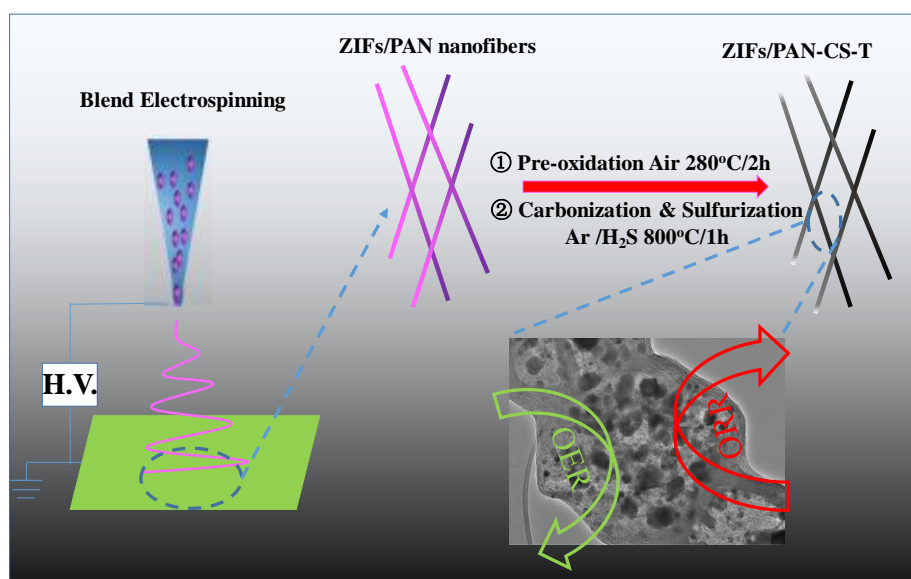 ZIFs/PAN nanofibers
ZIFs/PAN-CS-T
Blend Electrospinning
① Pre-oxidation Air 280°C/2h
② Carbonization & Sulfurization
Ar /H₂S 800°C/1h
H.V.
OER
ORR